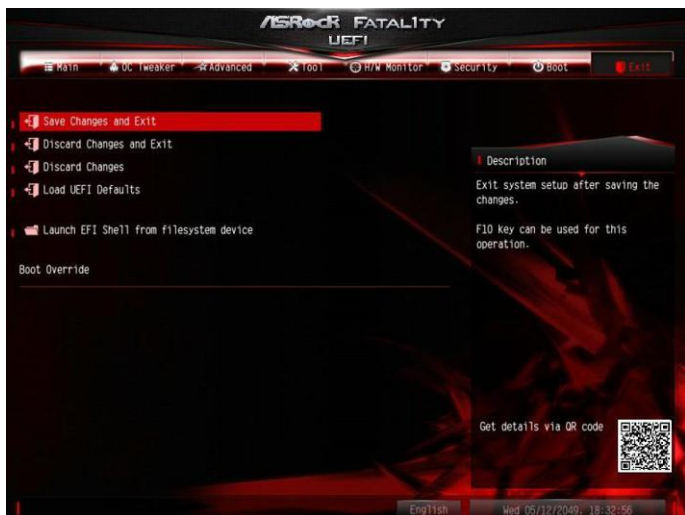 ASRock FATAL1TY
UEFI
Main OC Tweaker Advanced Tool H/W Monitor Security Boot Exit
Save Changes and Exit
Discard Changes and Exit
Discard Changes
Load UEFI Defaults
Launch EFI Shell from filesystem device
Boot Override
Description
Exit system setup after saving the
changes.
F10 key can be used for this
operation.
Get details via QR code
English Wed 05/12/2049, 18:32:56